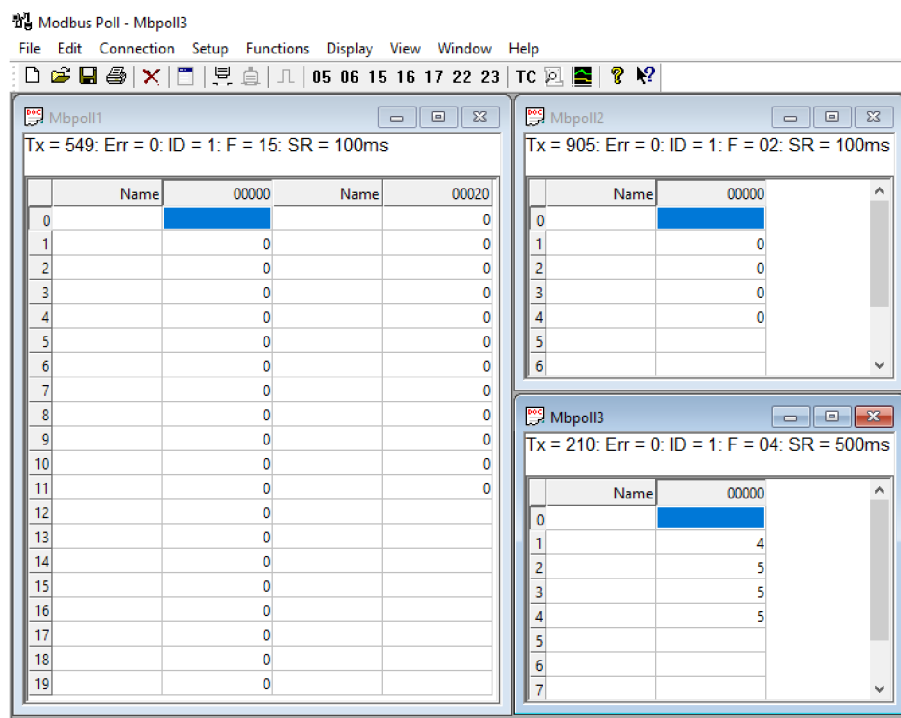 Modbus Poll - Mbpoll3
File Edit Connection Setup Functions Display View Window Help
05 06 15 16 17 22 23 TC
Mbpoll1
Tx = 549: Err = 0: ID = 1: F = 15: SR = 100ms
Name 00000 Name 00020
0 0
1 0 0
2 0 0
3 0 0
4 0 0
5 0 0
6 0 0
7 0 0
8 0 0
9 0 0
10 0 0
11 0 0
12 0
13 0
14 0
15 0
16 0
17 0
18 0
19 0
Mbpoll2
Tx = 905: Err = 0: ID = 1: F = 02: SR = 100ms
Name 00000
0
1 0
2 0
3 0
4 0
5
6
Mbpoll3
Tx = 210: Err = 0: ID = 1: F = 04: SR = 500ms
Name 00000
0
1 4
2 5
3 5
4 5
5
6
7